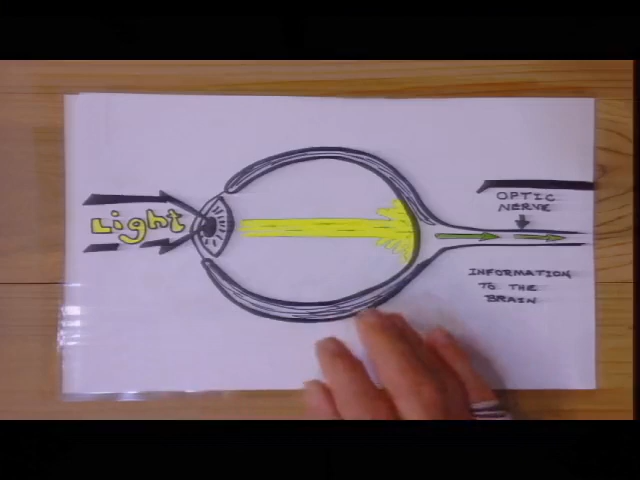 Light
OPTIC
NERVE
INFORMATION
TO THE
BRAIN